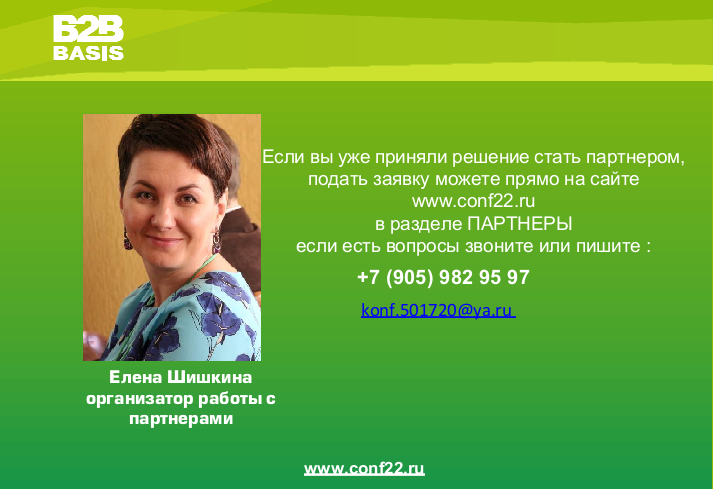 Б2В
BASIS
Если вы уже приняли решение стать партнером,
подать заявку можете прямо на сайте
www.conf22.ru
в разделе ПАРТНЕРЫ
если есть вопросы звоните или пишите :
+7 (905) 982 95 97
konf.501720@ya.ru
Елена Шишкина
организатор работы с
партнерами
www.conf22.ru